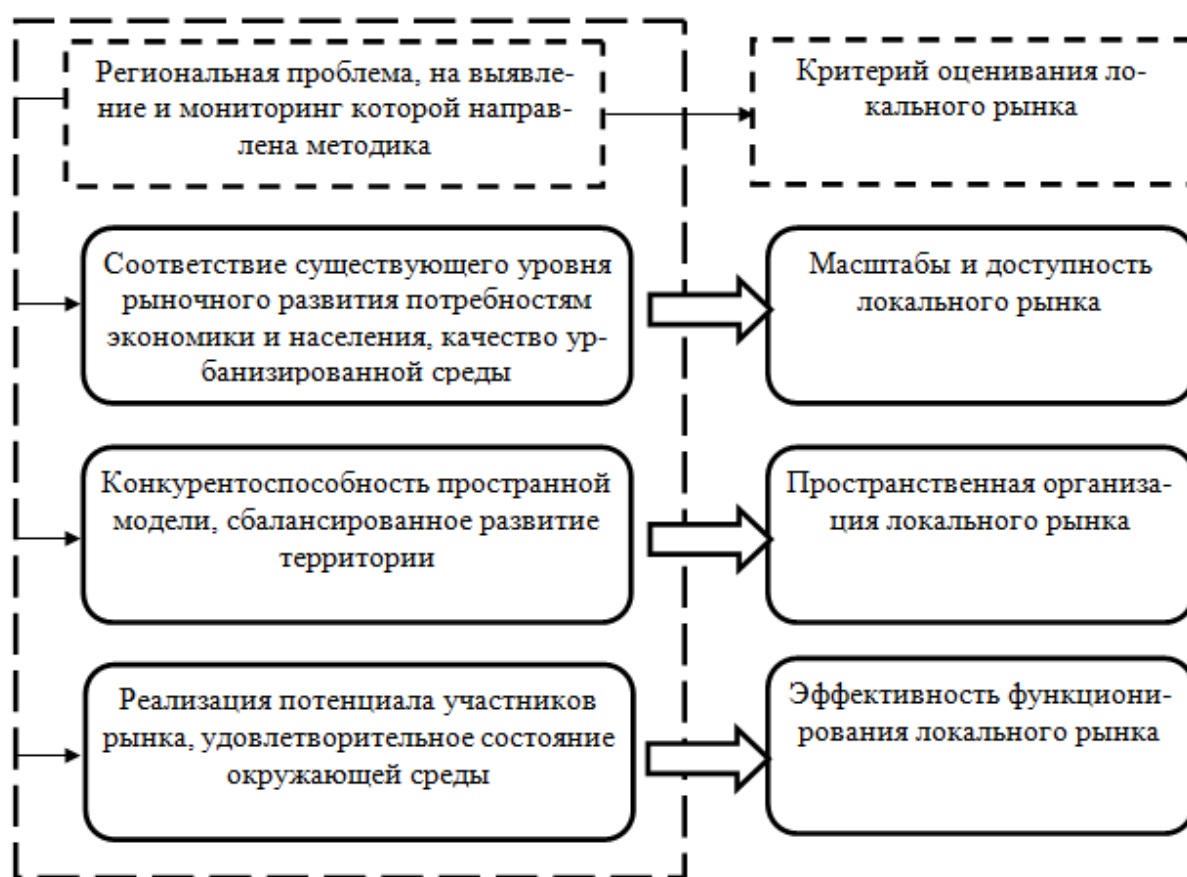 Региональная проблема, на выявле-
ние и мониторинг которой направ-
лена методика
Критерий оценивания ло-
кального рынка
Соответствие существующего уровня
рыночного развития потребностям
экономики и населения, качество ур-
банизированной среды
Масштабы и доступность
локального рынка
Конкурентоспособность пространной
модели, сбалансированное развитие
территории
Пространственная организа-
ция локального рынка
Реализация потенциала участников
рынка, удовлетворительное состояние
окружающей среды
Эффективность функциони-
рования локального рынка